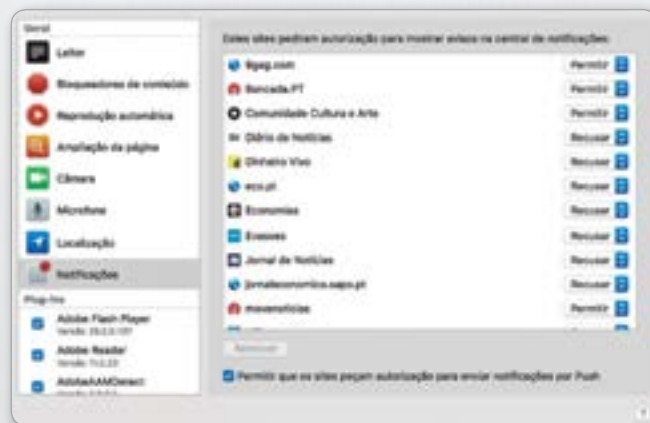 Geral
Leitor
Bloqueadores de conteúdo
Reprodução automática
Ampliação da página
Câmara
Microfone
Localização
Notificações
Plug-ins
Adobe Flash Player
Adobe Reader
AdobeAAMDetect
Estes sites pediram autorização para mostrar avisos na central de notificações:
9gag.com Permitir
Bancada.PT Permitir
Comunidade Cultura e Arte Permitir
Diário de Notícias Recusar
Dinheiro Vivo Recusar
eco.pt Recusar
Economias Recusar
Evasões Recusar
Jornal de Notícias Recusar
jornaleconomico.sapo.pt Recusar
Permitir
Remover
Permitir que os sites peçam autorização para enviar notificações por Push
?